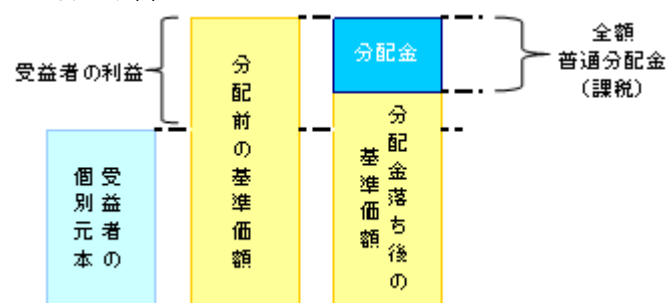 受益者の利益
受益者の
個別元本
分配前の基準価額
分配金
分配金落ち後の
基準価額
全額
普通分配金
(課税)